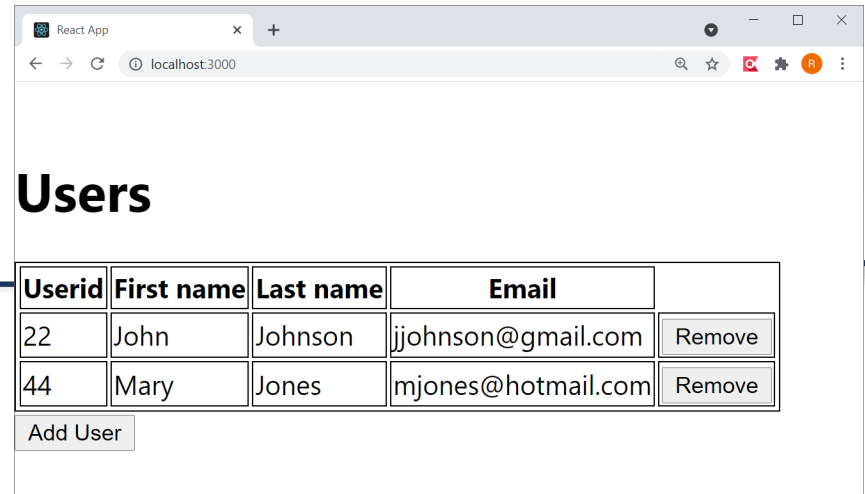 React App
localhost:3000
R
Users
Userid First name Last name Email
22 John Johnson jjohnson@gmail.com Remove
44 Mary Jones mjones@hotmail.com Remove
Add User